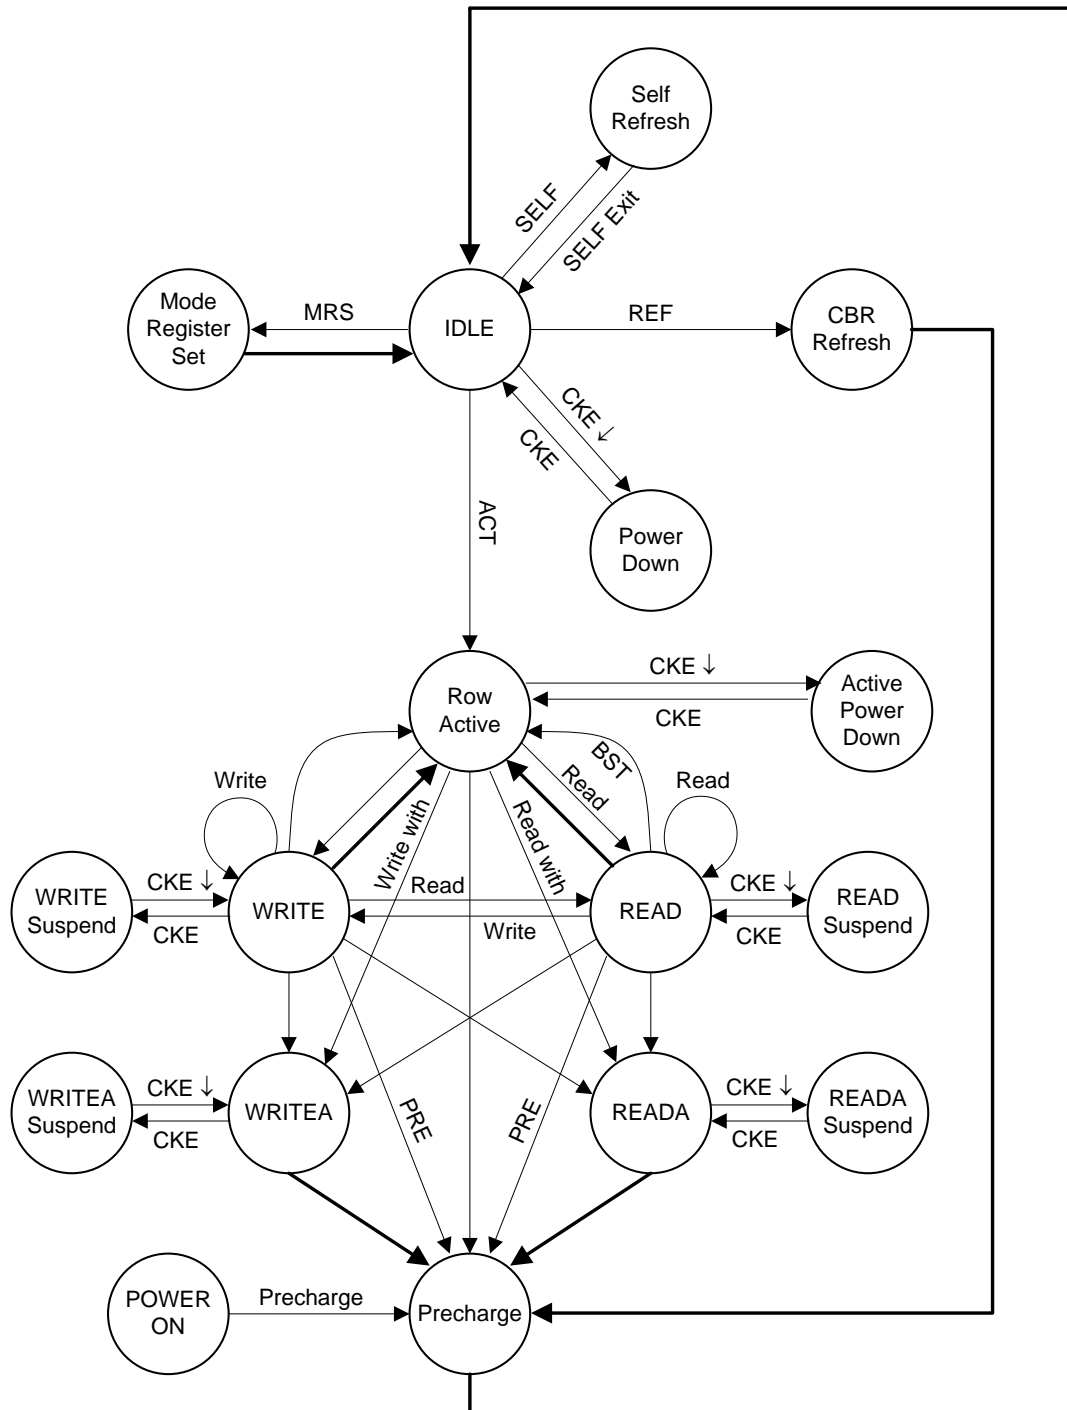 Self
Refresh
SELF
SELF Exit
Mode
Register
Set
MRS
IDLE
REF
CBR
Refresh
CKE ↓
CKE
ACT
Power
Down
Row
Active
CKE ↓
CKE
Active
Power
Down
BST
Read
Write
Read
Write with
Read with
WRITE
Suspend
CKE ↓
CKE
WRITE
Read
Write
READ
CKE ↓
CKE
READ
Suspend
WRITEA
Suspend
CKE ↓
CKE
WRITEA
PRE
PRE
READA
CKE ↓
CKE
READA
Suspend
POWER
ON
Precharge
Precharge